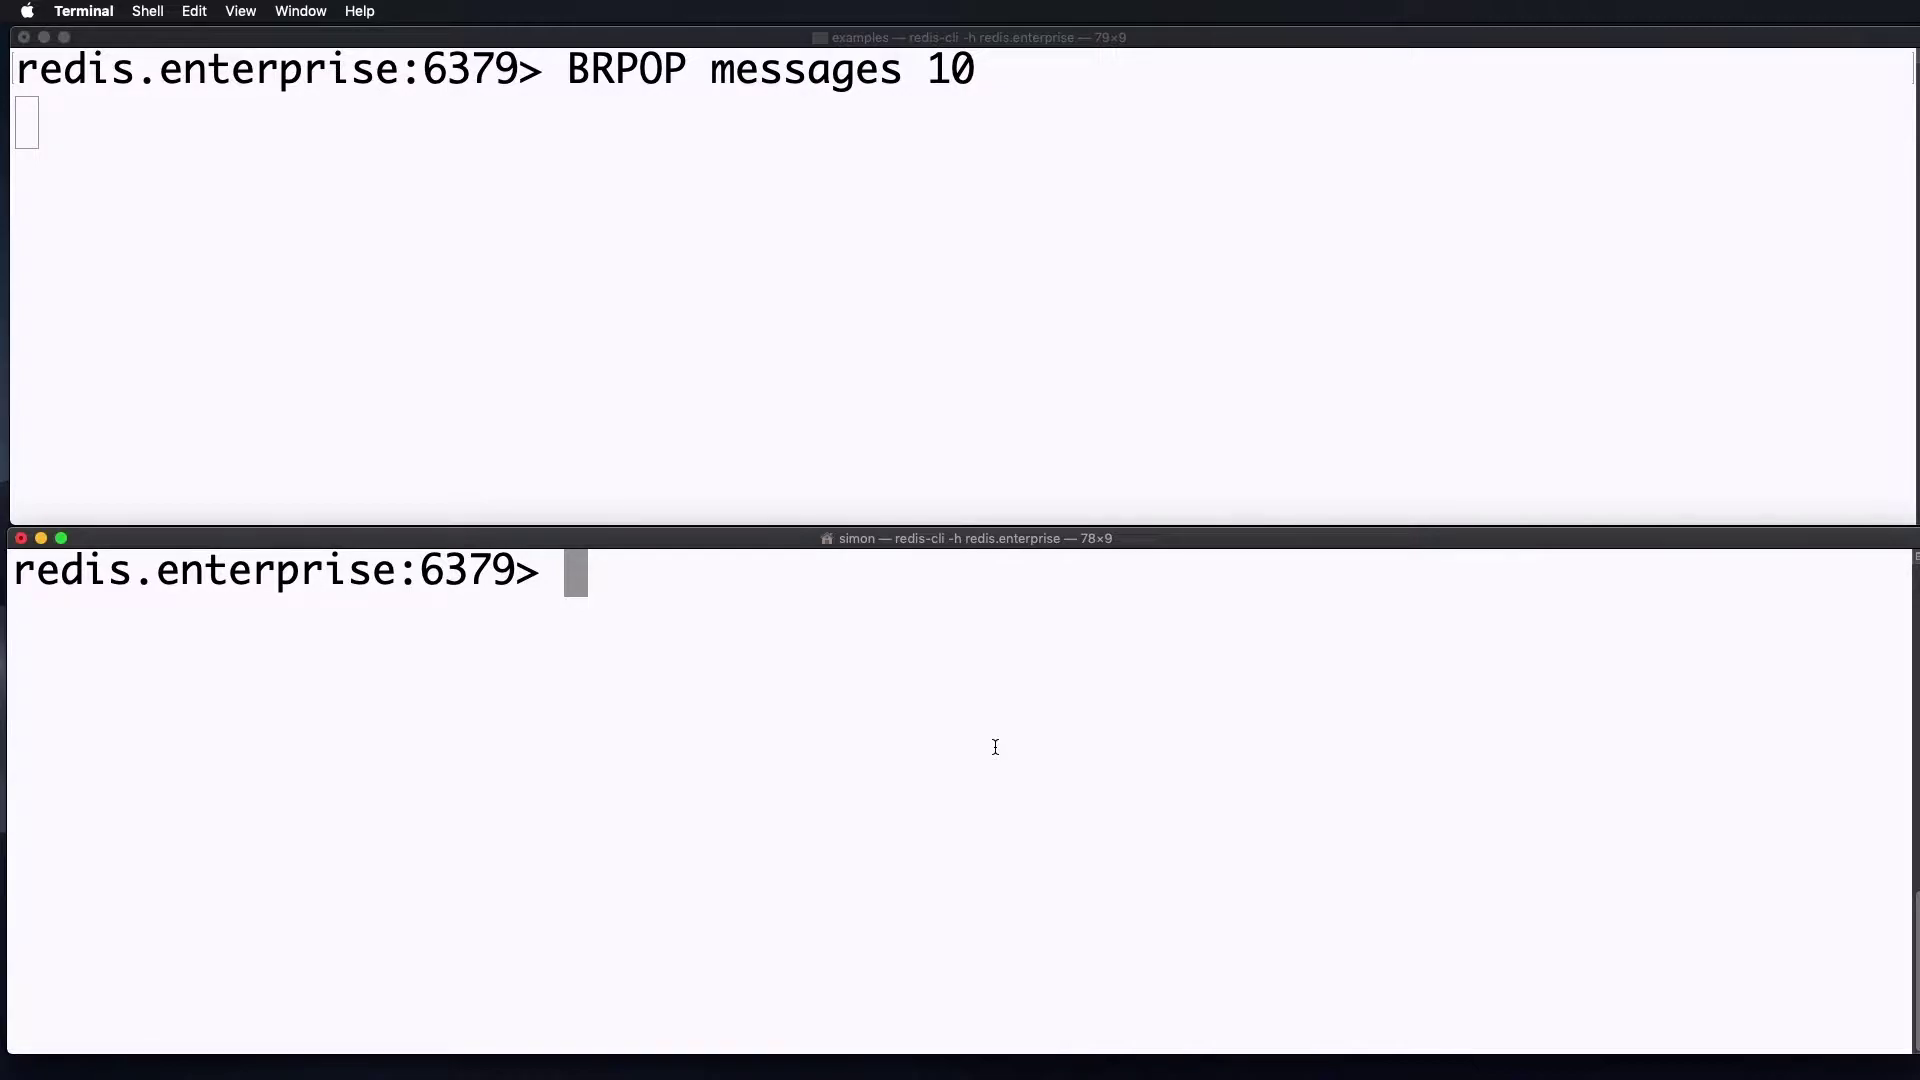 Terminal Shell Edit View Window Help
examples — redis-cli -h redis.enterprise — 79×9
redis.enterprise:6379> BRPOP messages 10
simon — redis-cli -h redis.enterprise — 78×9
redis.enterprise:6379>